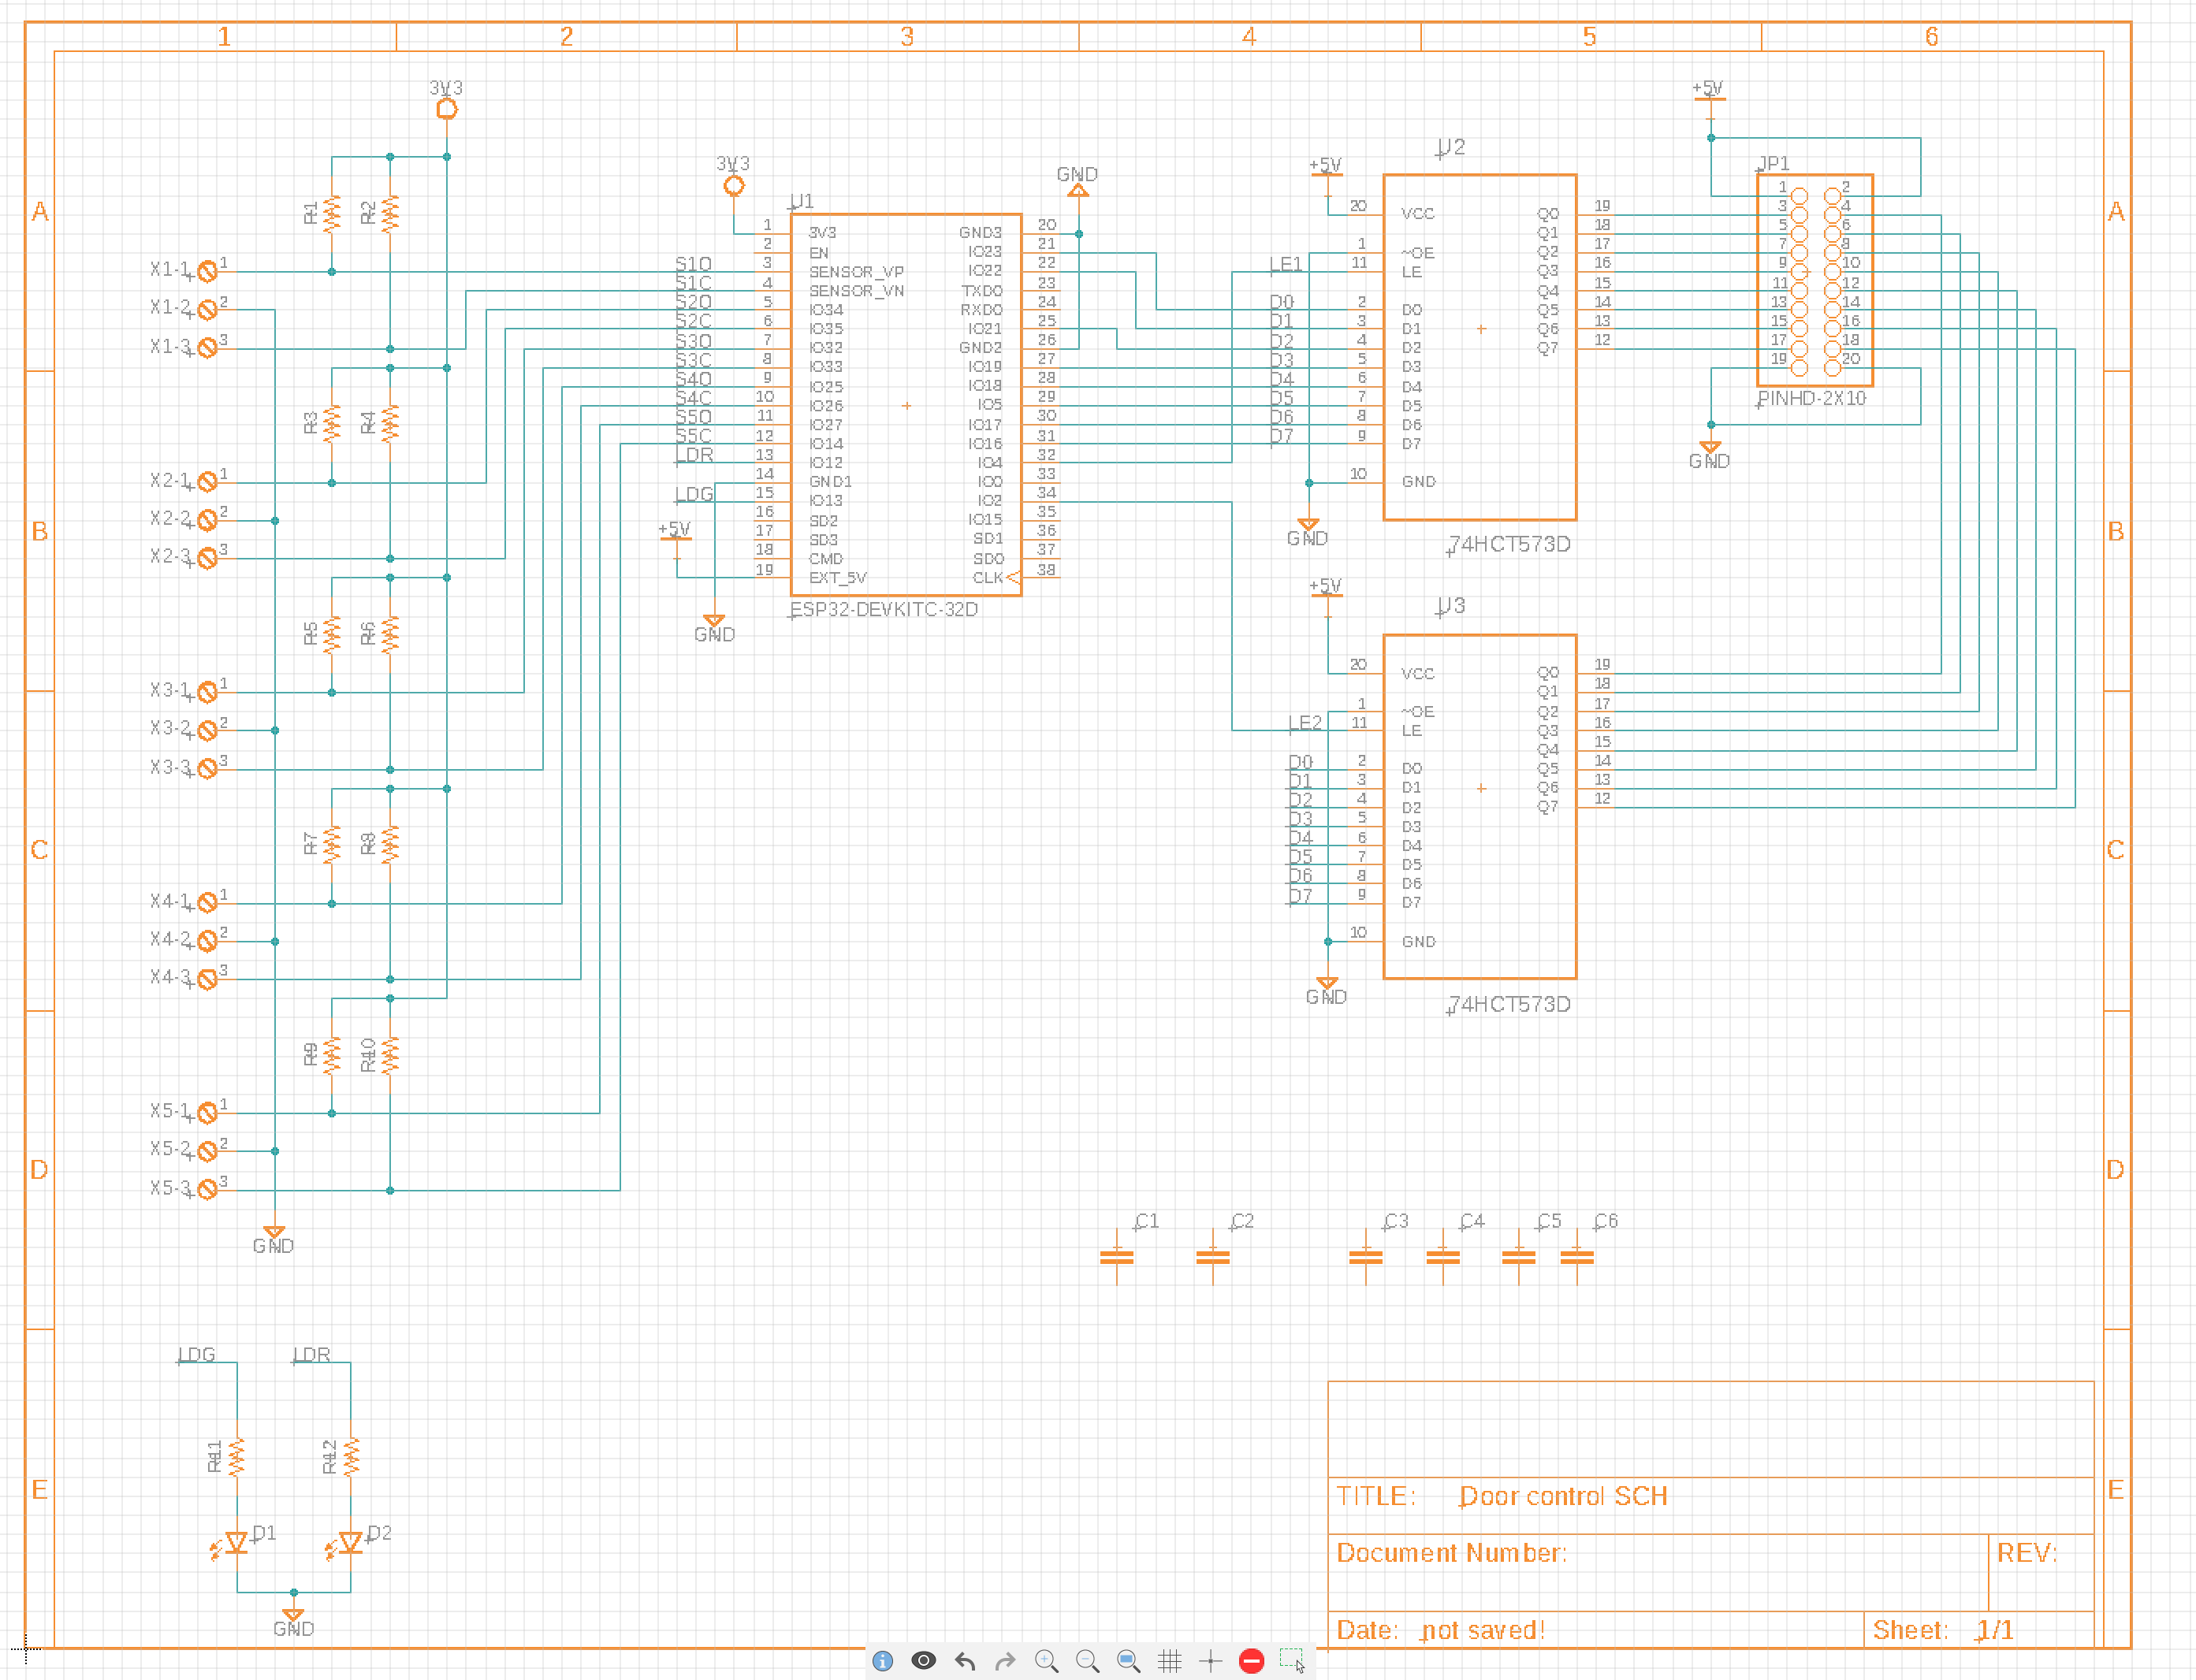 1 2 3 4 5 6
A A
B B
C C
D D
E E
3V3
R1 R2
X1-1 1
X1-2 2
X1-3 3
R3 R4
X2-1 1
X2-2 2
X2-3 3
R5 R6
X3-1 1
X3-2 2
X3-3 3
R7 R8
X4-1 1
X4-2 2
X4-3 3
R9 R10
X5-1 1
X5-2 2
X5-3 3
GND
3V3
U1
GND
1 3V3 GND3 20
2 EN IO23 21
S1O 3 SENSOR_VP IO22 22
S1C 4 SENSOR_VN TXD0 23
S2O 5 IO34 RXD0 24
S2C 6 IO35 IO21 25
S3O 7 IO32 GND2 26
S3C 8 IO33 IO19 27
S4O 9 IO25 IO18 28
S4C 10 IO26 IO5 29
S5O 11 IO27 IO17 30
S5C 12 IO14 IO16 31
LDR 13 IO12 IO4 32
14 GND1 IO0 33
LDG 15 IO13 IO2 34
16 SD2 IO15 35
17 SD3 SD1 36
18 CMD SD0 37
19 EXT_5V CLK 38
+5V
GND
ESP32-DEVKITC-32D
+5V
U2
20 VCC Q0 19
Q1 18
1 ~OE Q2 17
LE1 11 LE Q3 16
Q4 15
D0 2 D0 Q5 14
D1 3 D1 Q6 13
D2 4 D2 Q7 12
D3 5 D3
D4 6 D4
D5 7 D5
D6 8 D6
D7 9 D7
10 GND
GND
74HCT573D
+5V
U3
20 VCC Q0 19
Q1 18
1 ~OE Q2 17
LE2 11 LE Q3 16
Q4 15
D0 2 D0 Q5 14
D1 3 D1 Q6 13
D2 4 D2 Q7 12
D3 5 D3
D4 6 D4
D5 7 D5
D6 8 D6
D7 9 D7
10 GND
GND
74HCT573D
+5V
JP1
1 2
3 4
5 6
7 8
9 10
11 12
13 14
15 16
17 18
19 20
PINHD-2X10
GND
C1 C2 C3 C4 C5 C6
LDG LDR
R11 R12
D1 D2
GND
TITLE: Door control SCH
Document Number: REV:
Date: not saved! Sheet: 1/1